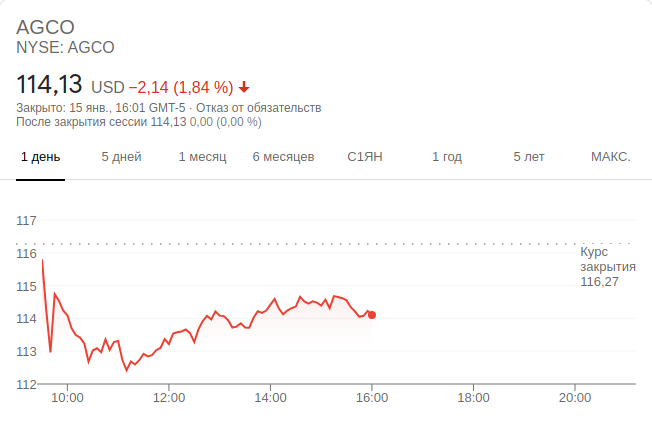 AGCO
NYSE: AGCO
114,13 USD −2,14 (1,84 %)
Закрыто: 15 янв., 16:01 GMT-5 · Отказ от обязательств
После закрытия сессии 114,13 0,00 (0,00 %)
1 день 5 дней 1 месяц 6 месяцев С1ЯН 1 год 5 лет МАКС.
117
116
115
114
113
112
Курс
закрытия
116,27
10:00 12:00 14:00 16:00 18:00 20:00